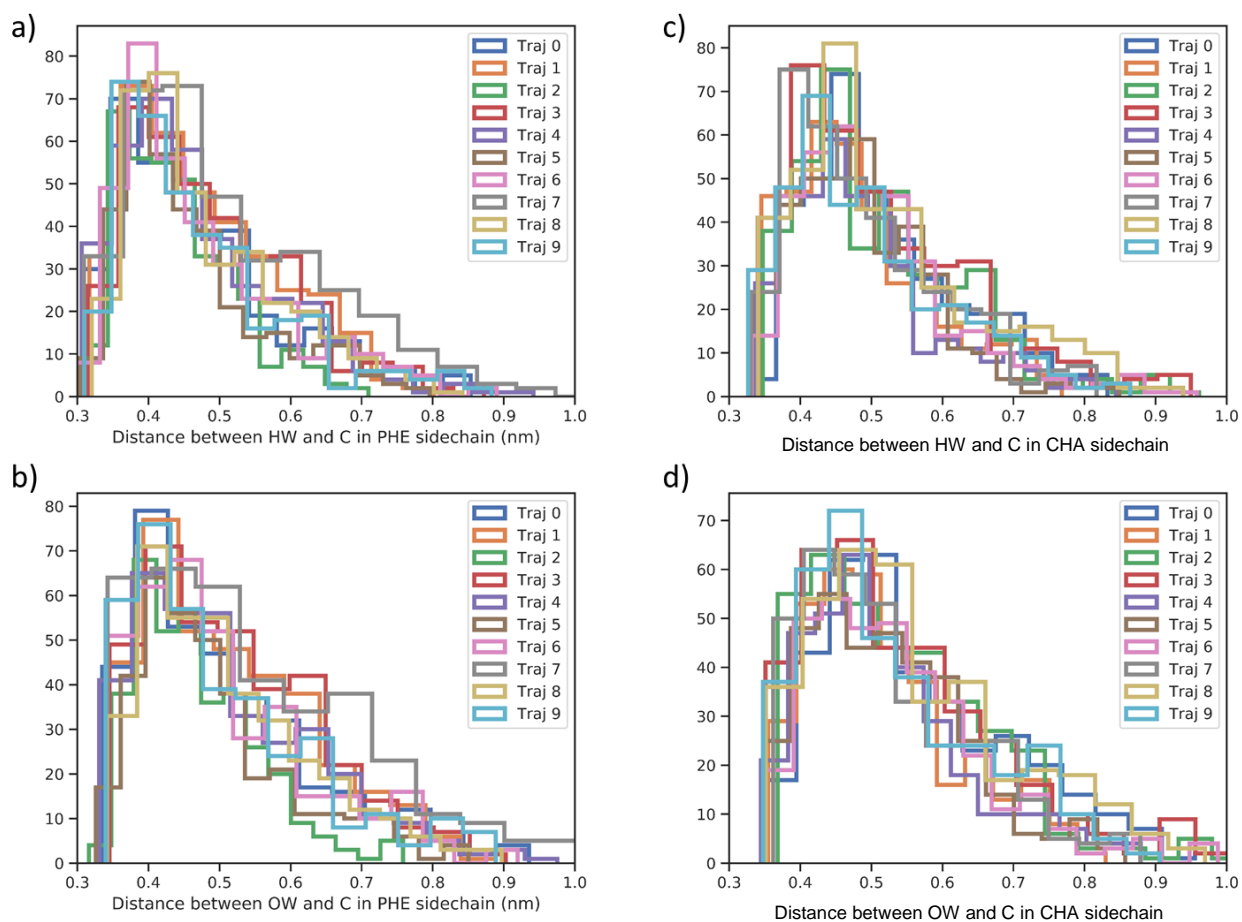 a)
80
70
60
50
40
30
20
10
0
0.3 0.4 0.5 0.6 0.7 0.8 0.9 1.0
Distance between HW and C in PHE sidechain (nm)
Traj 0
Traj 1
Traj 2
Traj 3
Traj 4
Traj 5
Traj 6
Traj 7
Traj 8
Traj 9
c)
80
70
60
50
40
30
20
10
0
0.3 0.4 0.5 0.6 0.7 0.8 0.9 1.0
Distance between HW and C in CHA sidechain
Traj 0
Traj 1
Traj 2
Traj 3
Traj 4
Traj 5
Traj 6
Traj 7
Traj 8
Traj 9
b)
80
70
60
50
40
30
20
10
0
0.3 0.4 0.5 0.6 0.7 0.8 0.9 1.0
Distance between OW and C in PHE sidechain (nm)
Traj 0
Traj 1
Traj 2
Traj 3
Traj 4
Traj 5
Traj 6
Traj 7
Traj 8
Traj 9
d)
70
60
50
40
30
20
10
0
0.3 0.4 0.5 0.6 0.7 0.8 0.9 1.0
Distance between OW and C in CHA sidechain
Traj 0
Traj 1
Traj 2
Traj 3
Traj 4
Traj 5
Traj 6
Traj 7
Traj 8
Traj 9